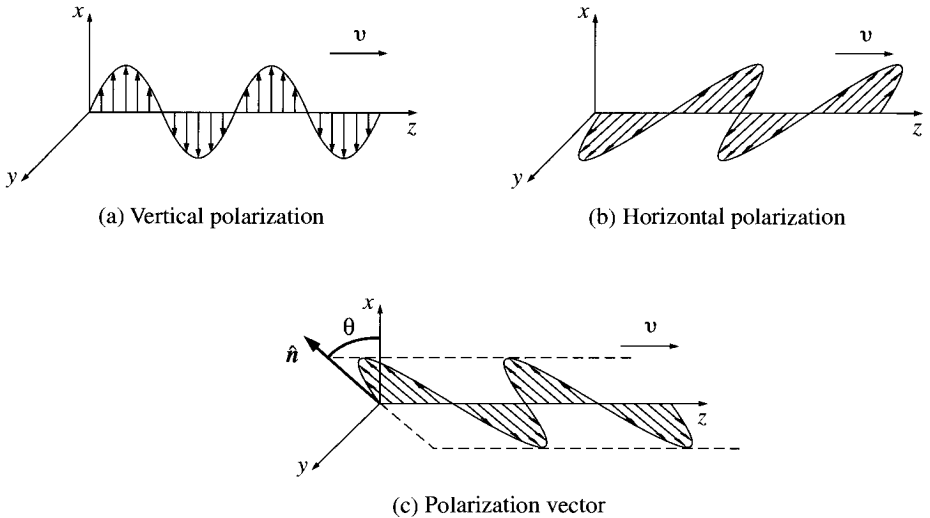 x
v
z
y
(a) Vertical polarization
x
v
z
y
(b) Horizontal polarization
x
θ
n̂
v
z
y
(c) Polarization vector